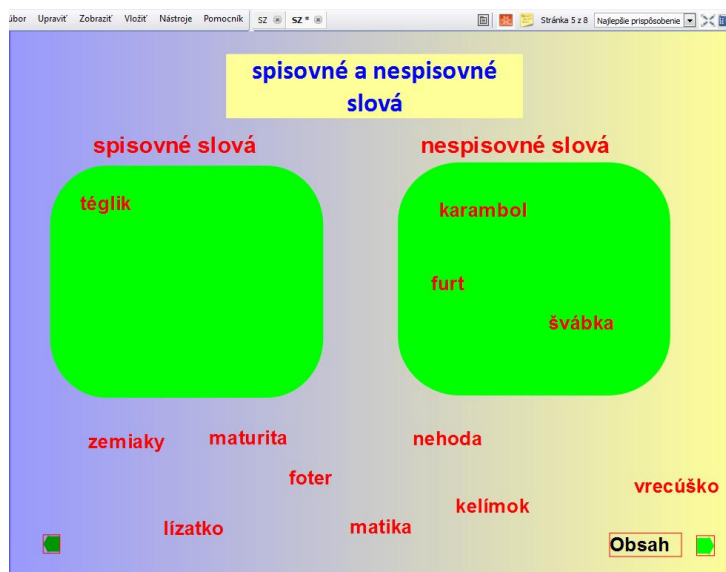 úbor Upraviť Zobraziť Vložiť Nástroje Pomocník SZ SZ * Stránka 5 z 8 Najlepšie prispôsobenie
spisovné a nespisovné
slová
spisovné slová nespisovné slová
téglik karambol
furt
švábka
zemiaky maturita nehoda
foter vrecúško
kelímok
lízatko matika
Obsah